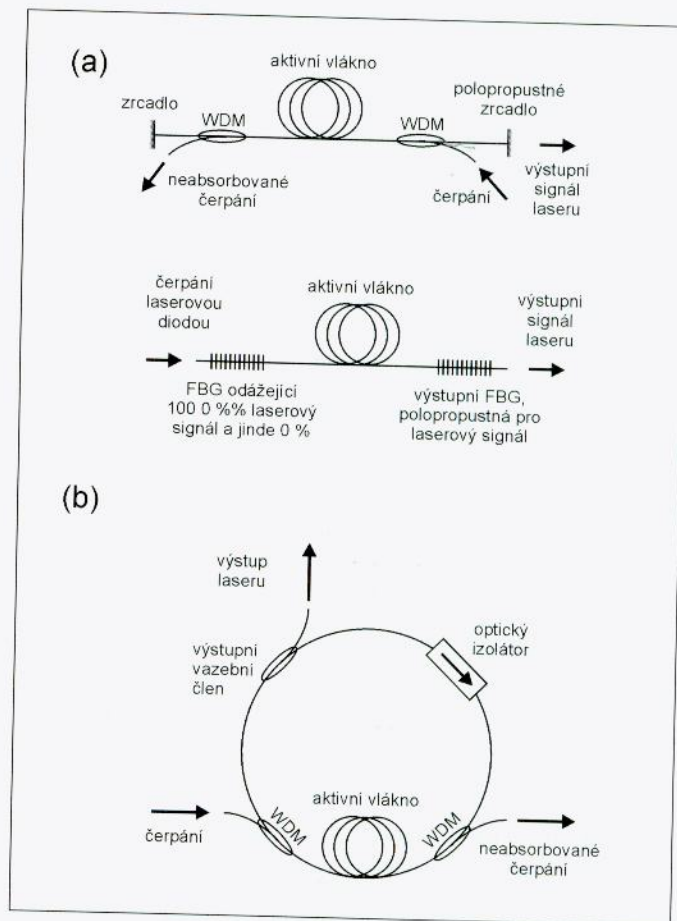 (a)
aktivní vlákno
zrcadlo
WDM
WDM
polopropustné
zrcadlo
neabsorbované
čerpání
čerpání
výstupní
signál
laseru
čerpání
laserovou
diodou
aktivní vlákno
výstupní
signál
laseru
FBG odážející
100 0 %% laserový
signál a jinde 0 %
výstupní FBG,
polopropustná pro
laserový signál
(b)
výstup
laseru
výstupní
vazební
člen
optický
izolátor
čerpání
WDM
aktivní vlákno
WDM
neabsorbované
čerpání